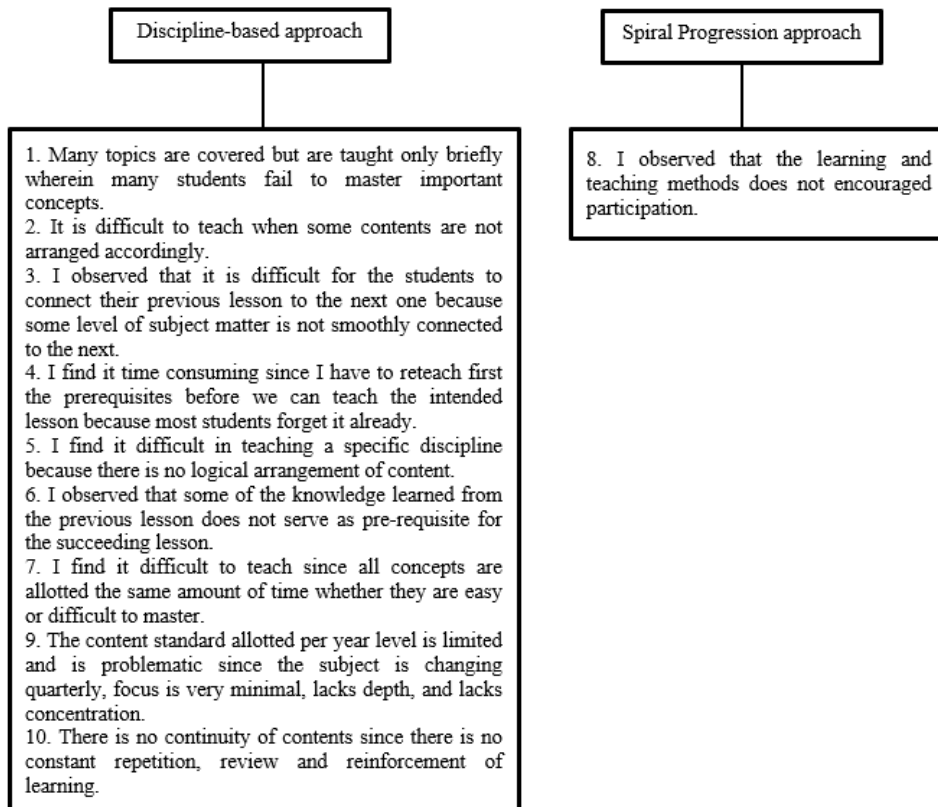 Discipline-based approach
1. Many topics are covered but are taught only briefly
wherein many students fail to master important
concepts.
2. It is difficult to teach when some contents are not
arranged accordingly.
3. I observed that it is difficult for the students to
connect their previous lesson to the next one because
some level of subject matter is not smoothly connected
to the next.
4. I find it time consuming since I have to reteach first
the prerequisites before we can teach the intended
lesson because most students forget it already.
5. I find it difficult in teaching a specific discipline
because there is no logical arrangement of content.
6. I observed that some of the knowledge learned from
the previous lesson does not serve as pre-requisite for
the succeeding lesson.
7. I find it difficult to teach since all concepts are
allotted the same amount of time whether they are easy
or difficult to master.
9. The content standard allotted per year level is limited
and is problematic since the subject is changing
quarterly, focus is very minimal, lacks depth, and lacks
concentration.
10. There is no continuity of contents since there is no
constant repetition, review and reinforcement of
learning.
Spiral Progression approach
8. I observed that the learning and
teaching methods does not encouraged
participation.